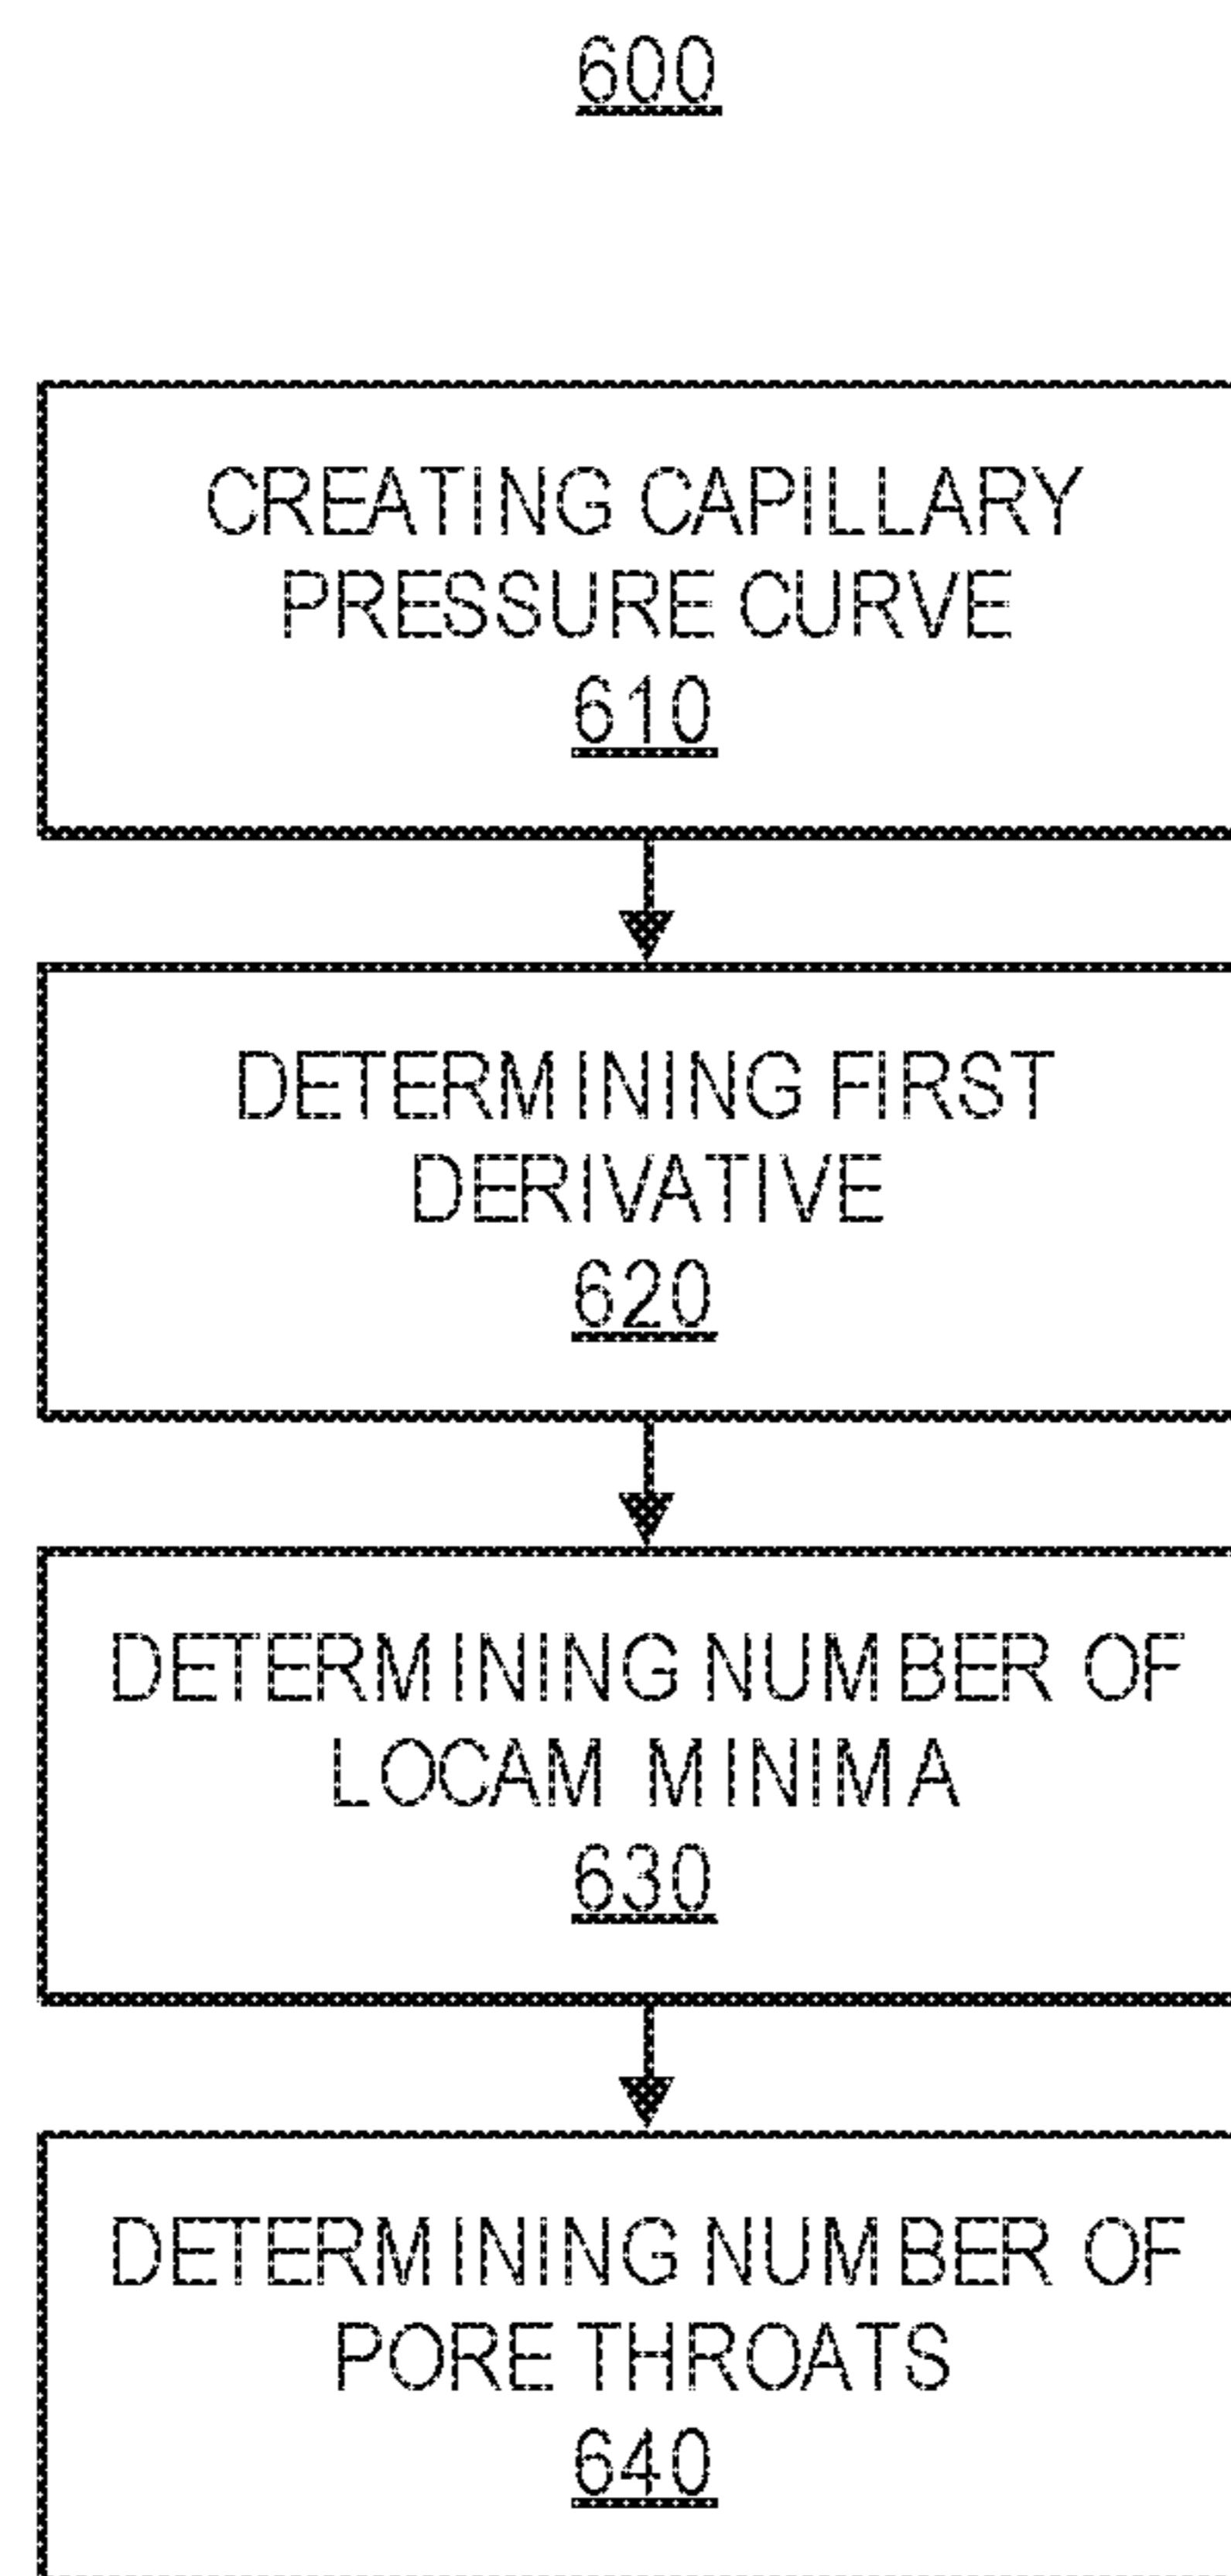 600
CREATING CAPILLARY
PRESSURE CURVE
610
DETERMINING FIRST
DERIVATIVE
620
DETERMINING NUMBER OF
LOCAM MINIMA
630
DETERMINING NUMBER OF
PORE THROATS
640